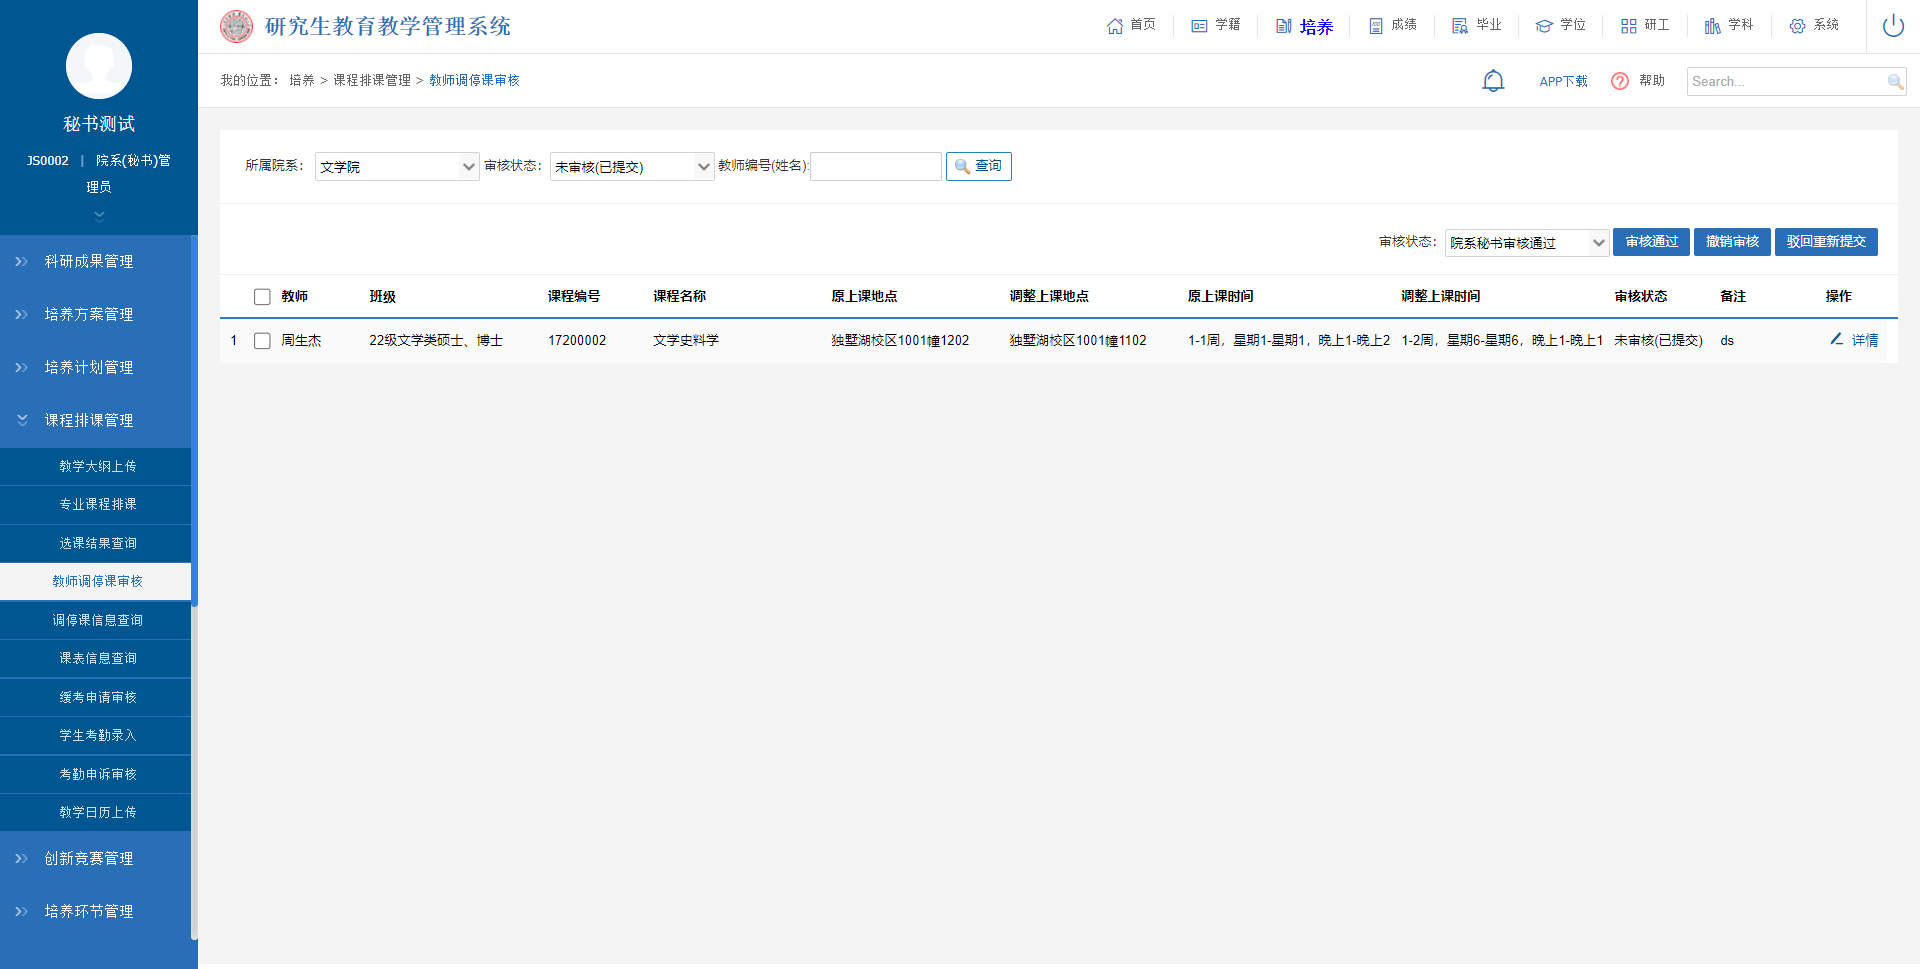 研究生教育教学管理系统
首页 学籍 培养 成绩 毕业 学位 研工 学科 系统
秘书测试
JS0002 | 院系(秘书)管
理员
我的位置： 培养 > 课程排课管理 > 教师调停课审核
APP下载 帮助 Search...
科研成果管理
培养方案管理
培养计划管理
课程排课管理
教学大纲上传
专业课程排课
选课结果查询
教师调停课审核
调停课信息查询
课表信息查询
缓考申请审核
学生考勤录入
考勤申诉审核
教学日历上传
创新竞赛管理
培养环节管理
所属院系： 文学院 审核状态： 未审核(已提交) 教师编号(姓名): 查询
审核状态： 院系秘书审核通过 审核通过 撤销审核 驳回重新提交
教师 班级 课程编号 课程名称 原上课地点 调整上课地点 原上课时间 调整上课时间 审核状态 备注 操作
1 周生杰 22级文学类硕士、博士 17200002 文学史料学 独墅湖校区1001幢1202 独墅湖校区1001幢1102 1-1周，星期1-星期1，晚上1-晚上2 1-2周，星期6-星期6，晚上1-晚上1 未审核(已提交) ds 详情